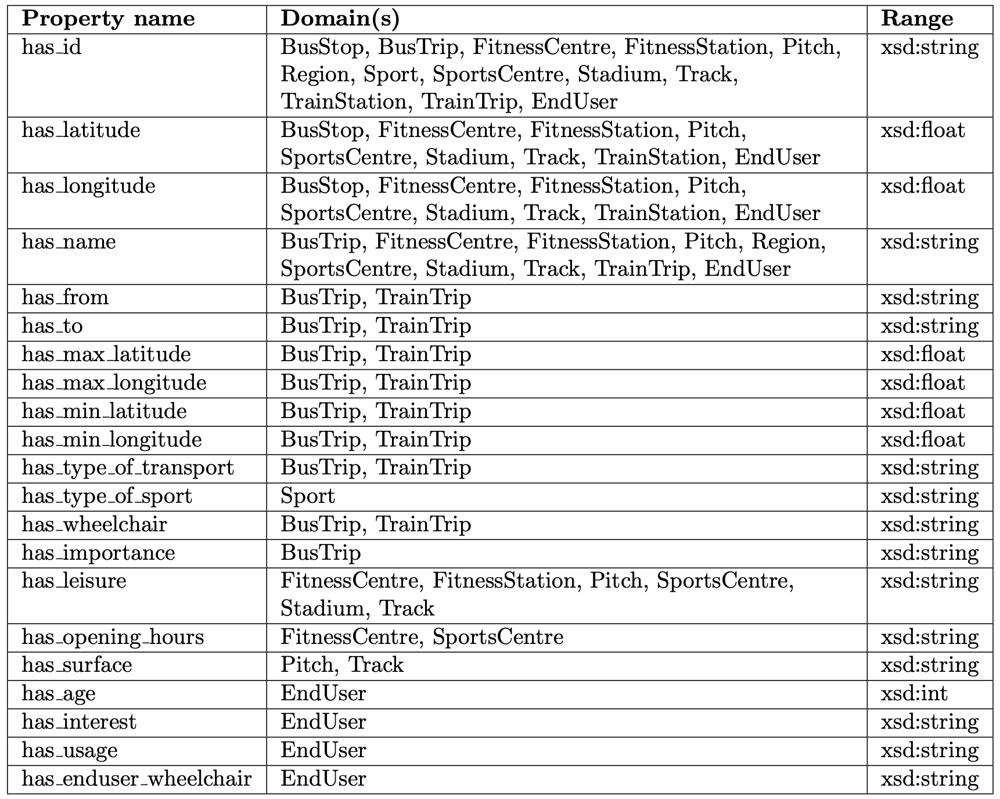 Property name Domain(s) Range
has_id BusStop, BusTrip, FitnessCentre, FitnessStation, Pitch, xsd:string
Region, Sport, SportsCentre, Stadium, Track,
TrainStation, TrainTrip, EndUser
has_latitude BusStop, FitnessCentre, FitnessStation, Pitch, xsd:float
SportsCentre, Stadium, Track, TrainStation, EndUser
has_longitude BusStop, FitnessCentre, FitnessStation, Pitch, xsd:float
SportsCentre, Stadium, Track, TrainStation, EndUser
has_name BusTrip, FitnessCentre, FitnessStation, Pitch, Region, xsd:string
SportsCentre, Stadium, Track, TrainTrip, EndUser
has_from BusTrip, TrainTrip xsd:string
has_to BusTrip, TrainTrip xsd:string
has_max_latitude BusTrip, TrainTrip xsd:float
has_max_longitude BusTrip, TrainTrip xsd:float
has_min_latitude BusTrip, TrainTrip xsd:float
has_min_longitude BusTrip, TrainTrip xsd:float
has_type_of_transport BusTrip, TrainTrip xsd:string
has_type_of_sport Sport xsd:string
has_wheelchair BusTrip, TrainTrip xsd:string
has_importance BusTrip xsd:string
has_leisure FitnessCentre, FitnessStation, Pitch, SportsCentre, xsd:string
Stadium, Track
has_opening_hours FitnessCentre, SportsCentre xsd:string
has_surface Pitch, Track xsd:string
has_age EndUser xsd:int
has_interest EndUser xsd:string
has_usage EndUser xsd:string
has_enduser_wheelchair EndUser xsd:string